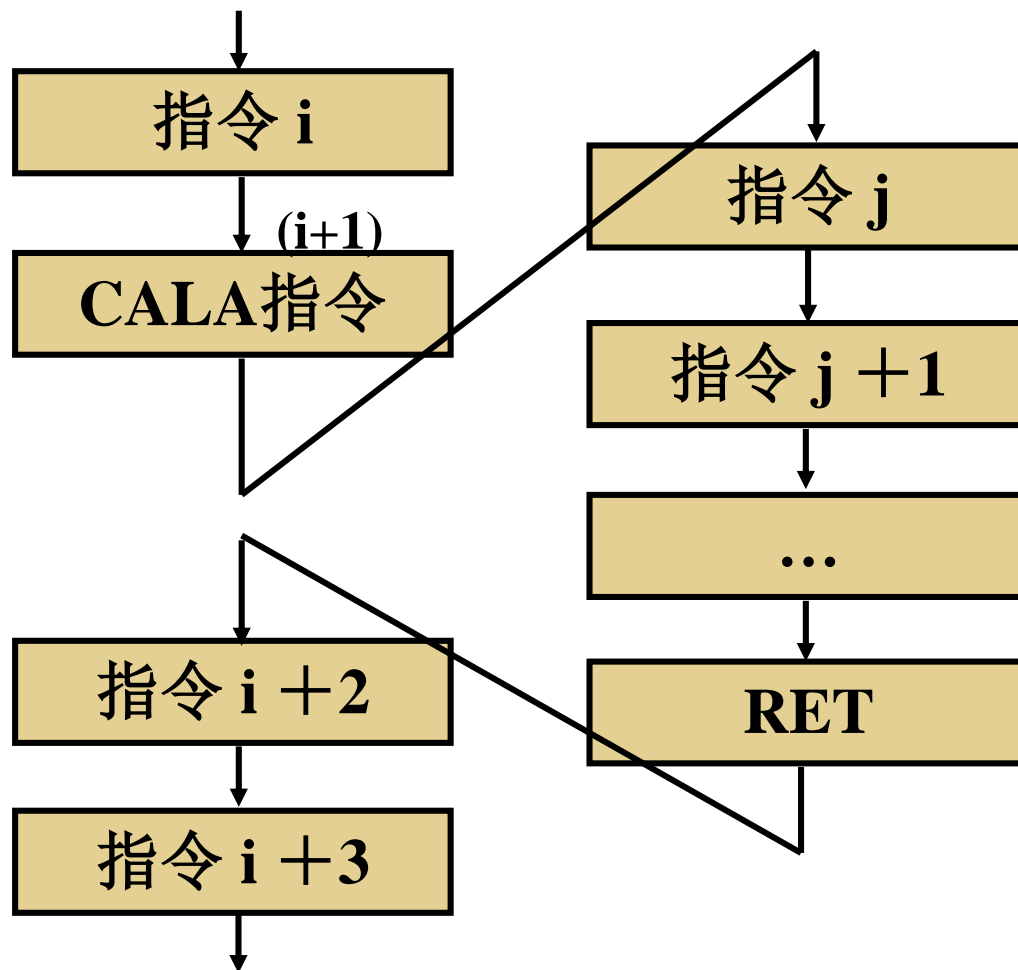 指令 i
(i+1)
CALA指令
指令 i +2
指令 i +3
指令 j
指令 j +1
…
RET